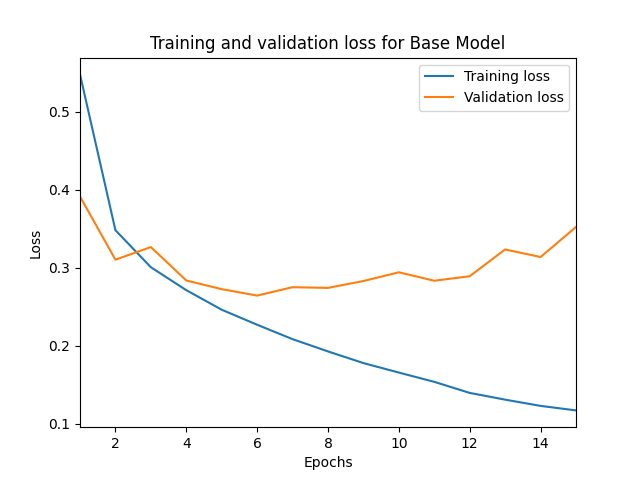 Training and validation loss for Base Model
Training loss
Validation loss
0.5
0.4
0.3
0.2
0.1
Loss
2 4 6 8 10 12 14
Epochs